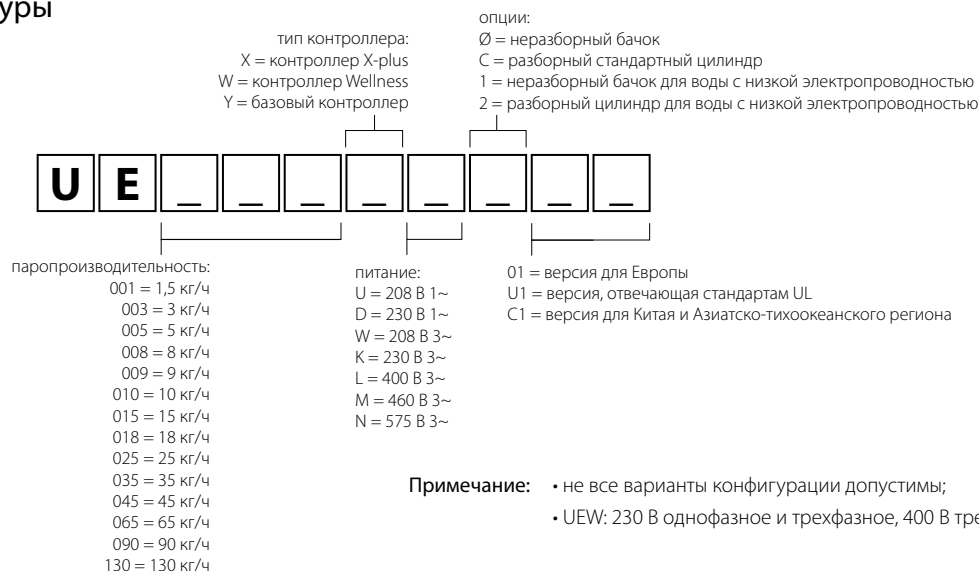 уры
тип контроллера:
X = контроллер X-plus
W = контроллер Wellness
Y = базовый контроллер
опции:
Ø = неразборный бачок
C = разборный стандартный цилиндр
1 = неразборный бачок для воды с низкой электропроводностью
2 = разборный цилиндр для воды с низкой электропроводностью
U E _ _ _ _ _ _ _ _
паропроизводительность:
001 = 1,5 кг/ч
003 = 3 кг/ч
005 = 5 кг/ч
008 = 8 кг/ч
009 = 9 кг/ч
010 = 10 кг/ч
015 = 15 кг/ч
018 = 18 кг/ч
025 = 25 кг/ч
035 = 35 кг/ч
045 = 45 кг/ч
065 = 65 кг/ч
090 = 90 кг/ч
130 = 130 кг/ч
питание:
U = 208 В 1~
D = 230 В 1~
W = 208 В 3~
K = 230 В 3~
L = 400 В 3~
M = 460 В 3~
N = 575 В 3~
01 = версия для Европы
U1 = версия, отвечающая стандартам UL
C1 = версия для Китая и Азиатско-тихоокеанского региона
Примечание: • не все варианты конфигурации допустимы;
• UEW: 230 В однофазное и трехфазное, 400 В тре